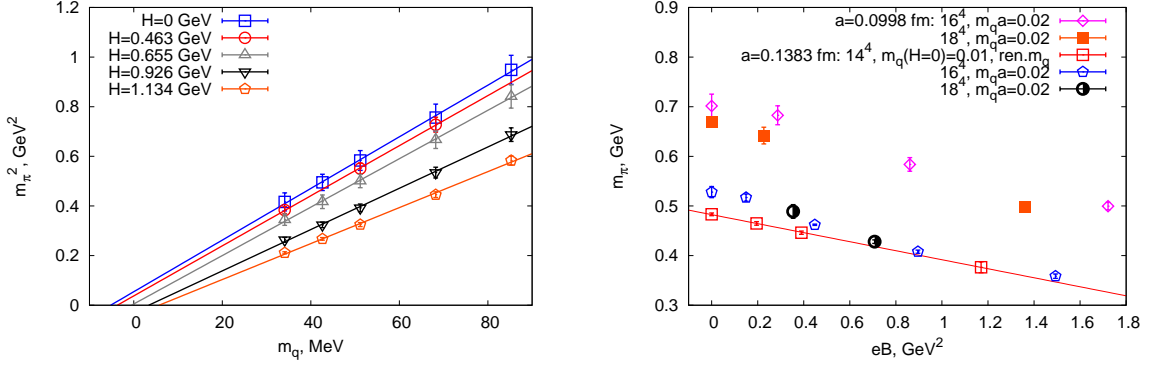 H=0 GeV
H=0.463 GeV
H=0.655 GeV
H=0.926 GeV
H=1.134 GeV
1.2
1
0.8
0.6
0.4
0.2
0
m_π^2, GeV^2
0 20 40 60 80
m_q, MeV
a=0.0998 fm: 16^4, m_q a=0.02
18^4, m_q a=0.02
a=0.1383 fm: 14^4, m_q(H=0)=0.01, ren.m_q
16^4, m_q a=0.02
18^4, m_q a=0.02
0.9
0.8
0.7
0.6
0.5
0.4
0.3
m_π, GeV
0 0.2 0.4 0.6 0.8 1 1.2 1.4 1.6 1.8
eB, GeV^2